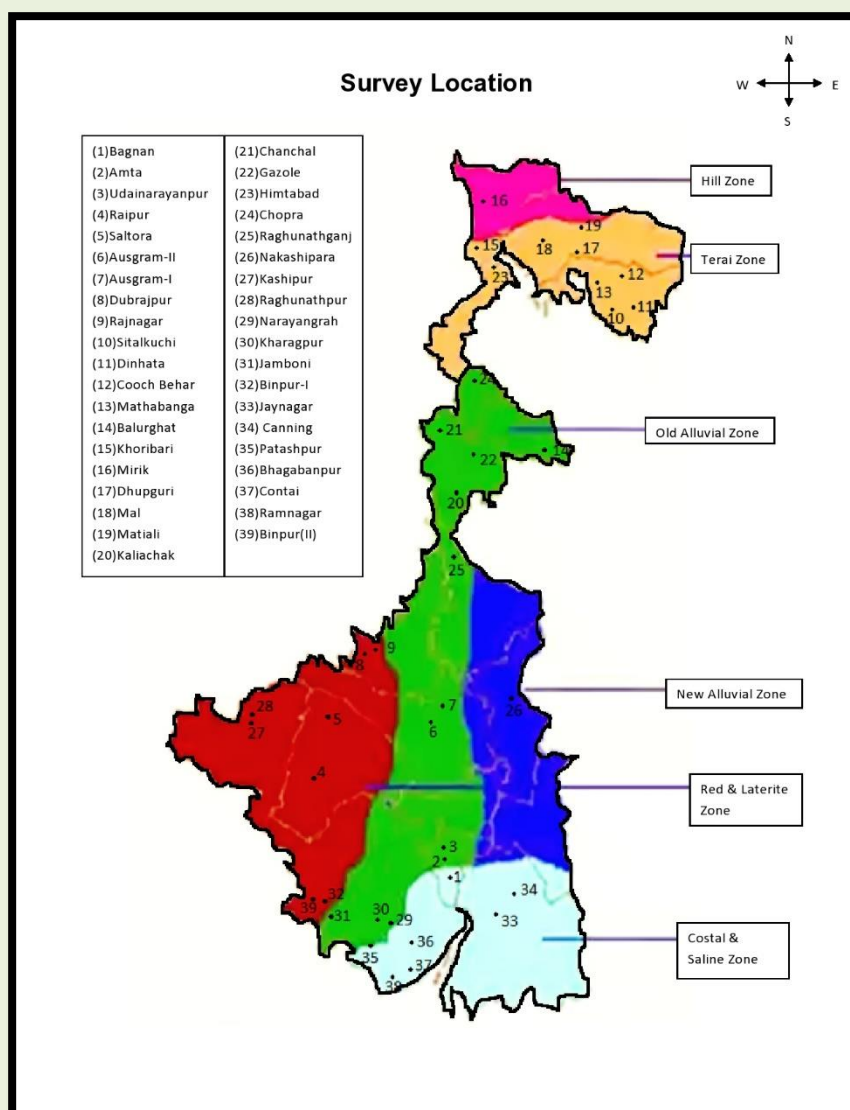 Survey Location
N
W
E
S
(1)Bagnan
(2)Amta
(3)Udainarayanpur
(4)Raipur
(5)Saltora
(6)Ausgram-II
(7)Ausgram-I
(8)Dubrajpur
(9)Rajnagar
(10)Sitalkuchi
(11)Dinhata
(12)Cooch Behar
(13)Mathabanga
(14)Balurghat
(15)Khoribari
(16)Mirik
(17)Dhupguri
(18)Mal
(19)Matiali
(20)Kaliachak
(21)Chanchal
(22)Gazole
(23)Himtabad
(24)Chopra
(25)Raghunathganj
(26)Nakashipara
(27)Kashipur
(28)Raghunathpur
(29)Narayangrah
(30)Kharagpur
(31)Jamboni
(32)Binpur-I
(33)Jaynagar
(34) Canning
(35)Patashpur
(36)Bhagabanpur
(37)Contai
(38)Ramnagar
(39)Binpur(II)
Hill Zone
Terai Zone
Old Alluvial Zone
New Alluvial Zone
Red & Laterite
Zone
Costal &
Saline Zone
16
19
15
18
17
23
12
13
10
11
24
21
22
14
20
25
9
8
28
27
5
7
6
26
4
3
2
1
39
32
31
30
29
34
33
35
36
37
38